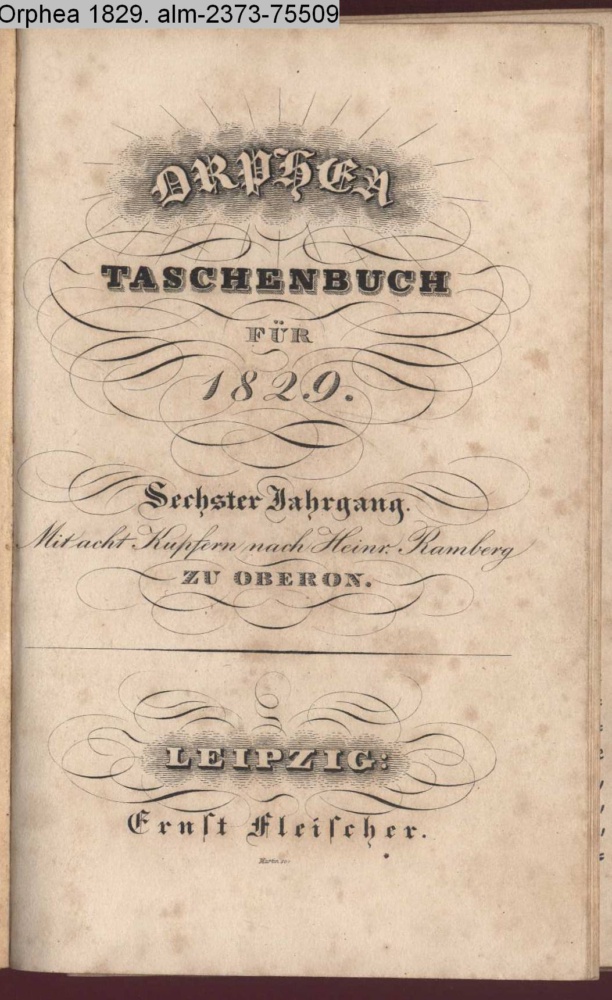 Orphea 1829. alm-2373-75509
ORPHEA
TASCHENBUCH
FÜR
1829.
Sechster Jahrgang.
Mit acht Kupfern nach Heinr. Ramberg
ZU OBERON.
LEIPZIG:
Ernſt Fleiſcher.